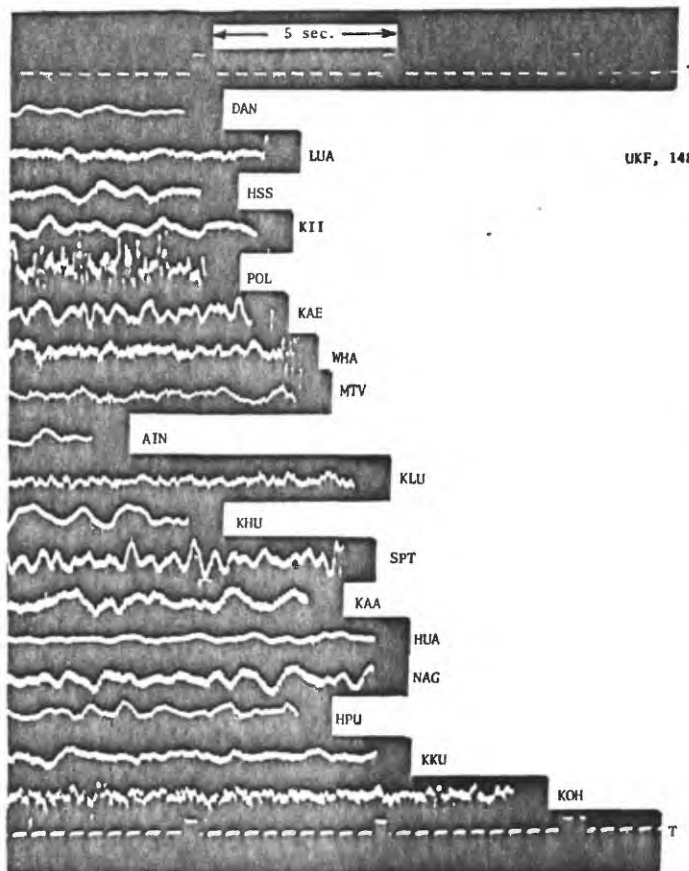 5 sec.
DAN
LUA
UKF, 148
HSS
KII
POL
KAE
WHA
MTV
AIN
KLU
KHU
SPT
KAA
HUA
NAG
HPU
KKU
KOH
T